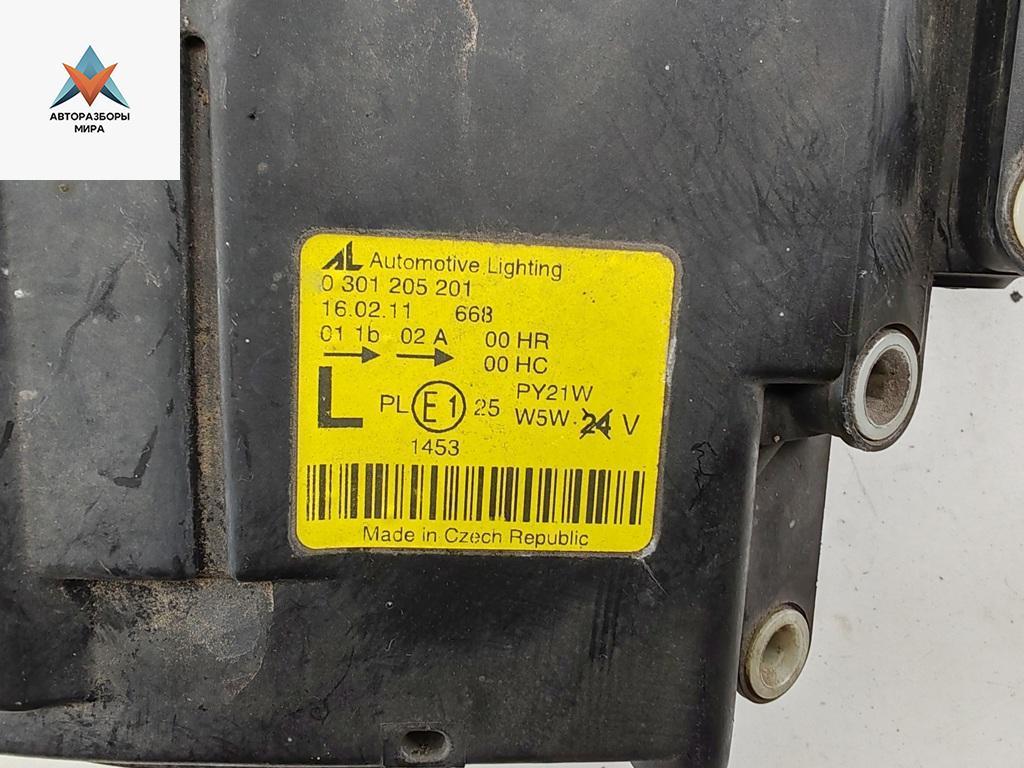 АВТОРАЗБОРЫ
МИРА
AL Automotive Lighting
0 301 205 201
16.02.11 668
01 1b 02 A 00 HR
00 HC
L PL E1 25 PY21W
W5W 24 V
1453
Made in Czech Republic